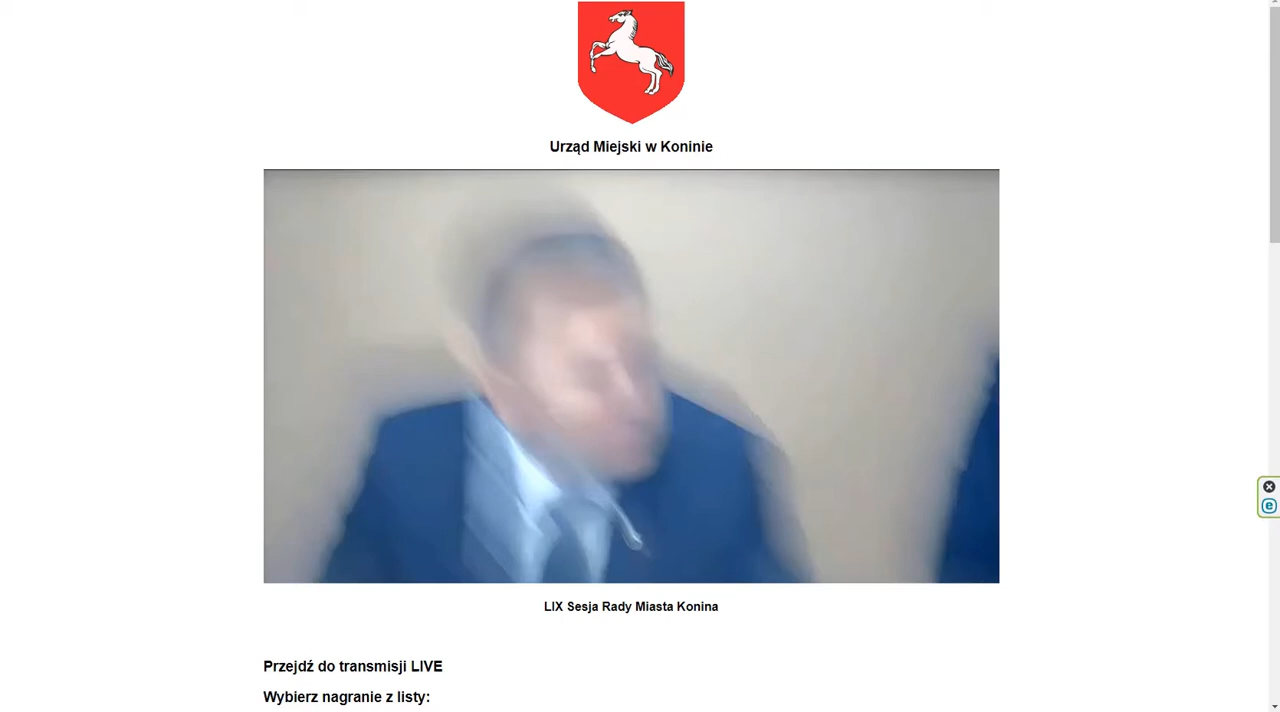 Urząd Miejski w Koninie
LIX Sesja Rady Miasta Konina
Przejdź do transmisji LIVE
Wybierz nagranie z listy: